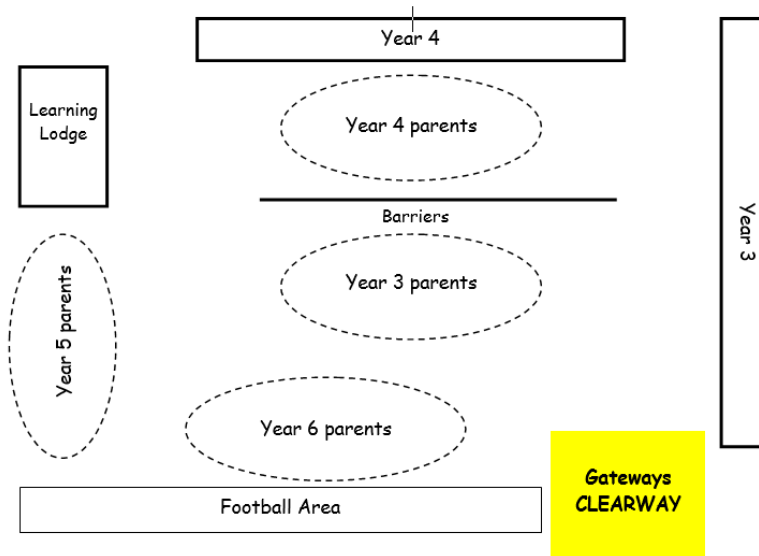 Year 4
Learning
Lodge
Year 4 parents
Barriers
Year 3
Year 3 parents
Year 5 parents
Year 6 parents
Gateways
CLEARWAY
Football Area